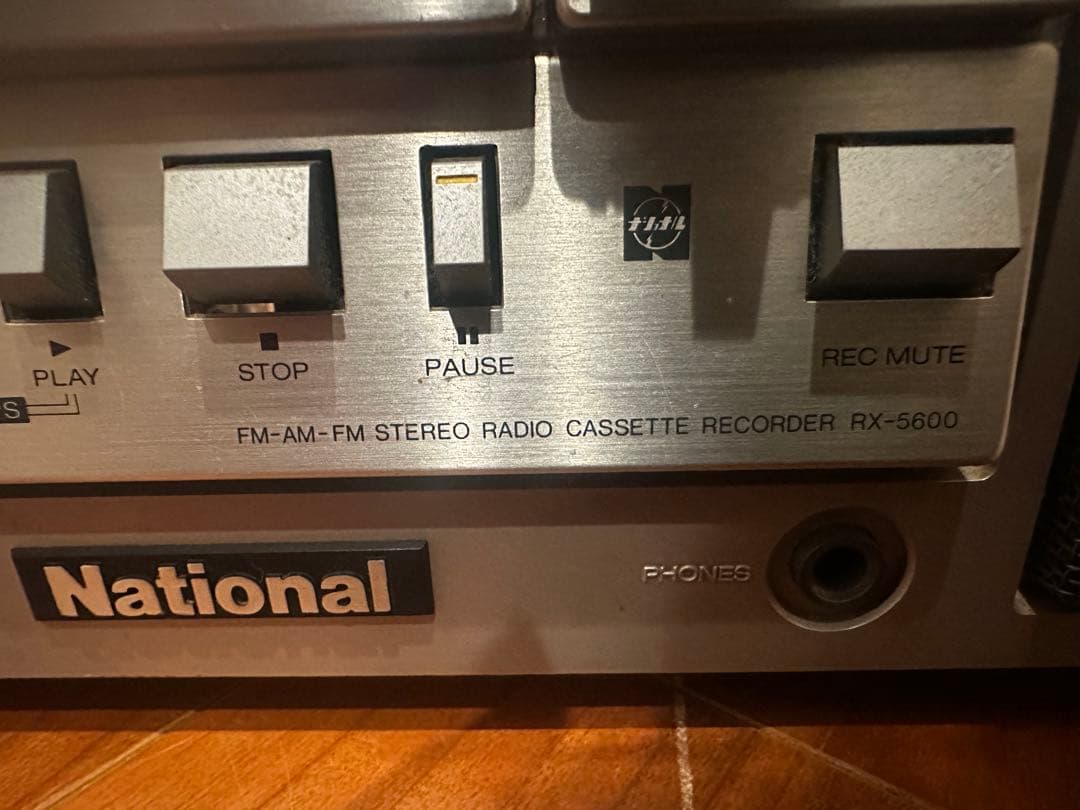 ナショナル
PLAY
STOP
PAUSE
REC MUTE
S
FM-AM-FM STEREO RADIO CASSETTE RECORDER RX-5600
National
PHONES